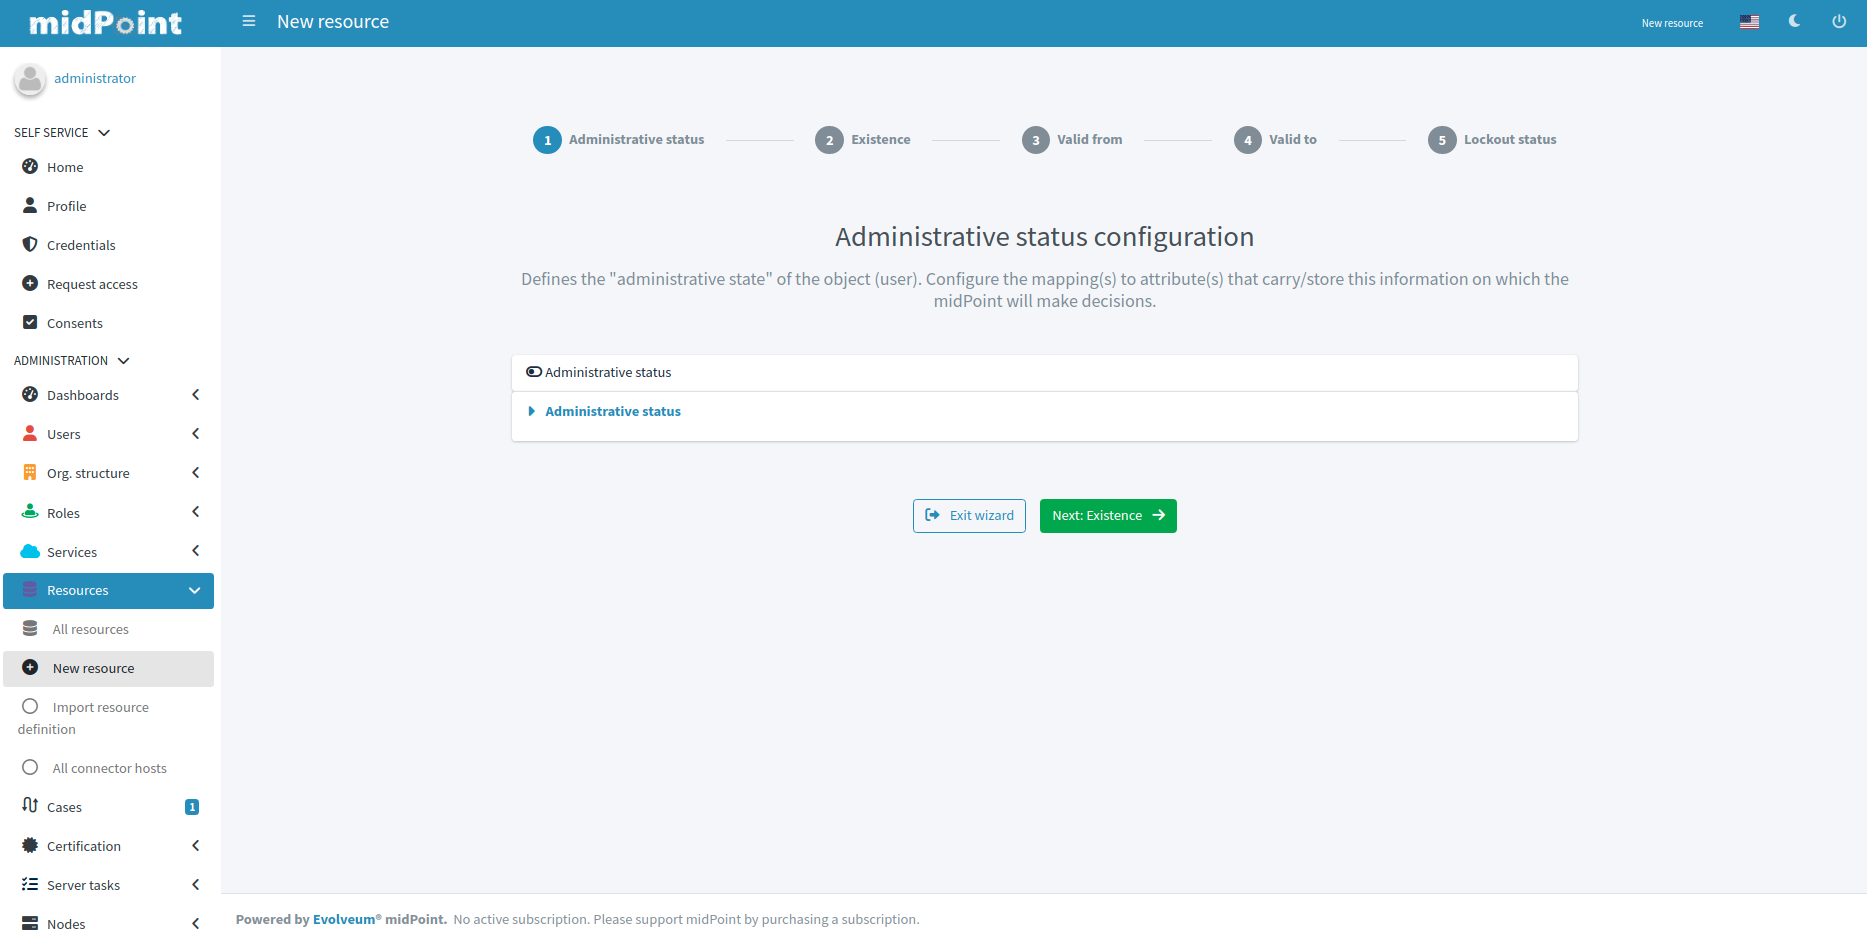 midPoint
New resource
New resource
administrator
SELF SERVICE
Home
Profile
Credentials
Request access
Consents
ADMINISTRATION
Dashboards
Users
Org. structure
Roles
Services
Resources
All resources
New resource
Import resource
definition
All connector hosts
Cases
1
Certification
Server tasks
Nodes
1 Administrative status
2 Existence
3 Valid from
4 Valid to
5 Lockout status
Administrative status configuration
Defines the "administrative state" of the object (user). Configure the mapping(s) to attribute(s) that carry/store this information on which the
midPoint will make decisions.
Administrative status
Administrative status
Exit wizard
Next: Existence
Powered by Evolveum® midPoint. No active subscription. Please support midPoint by purchasing a subscription.